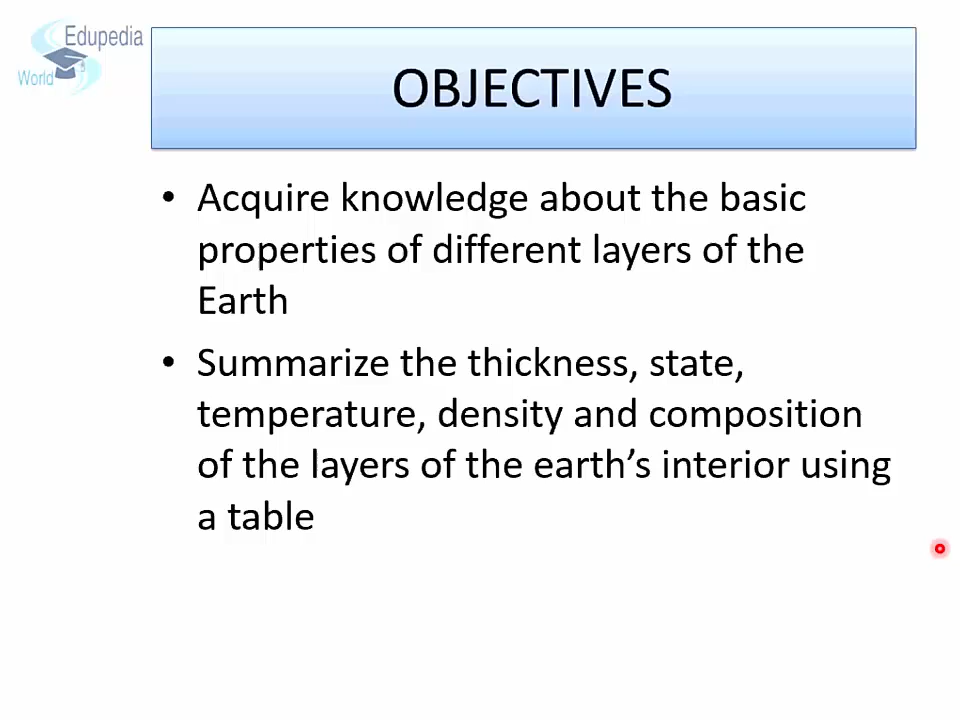 Edupedia
World
OBJECTIVES
• Acquire knowledge about the basic
properties of different layers of the
Earth
• Summarize the thickness, state,
temperature, density and composition
of the layers of the earth’s interior using
a table